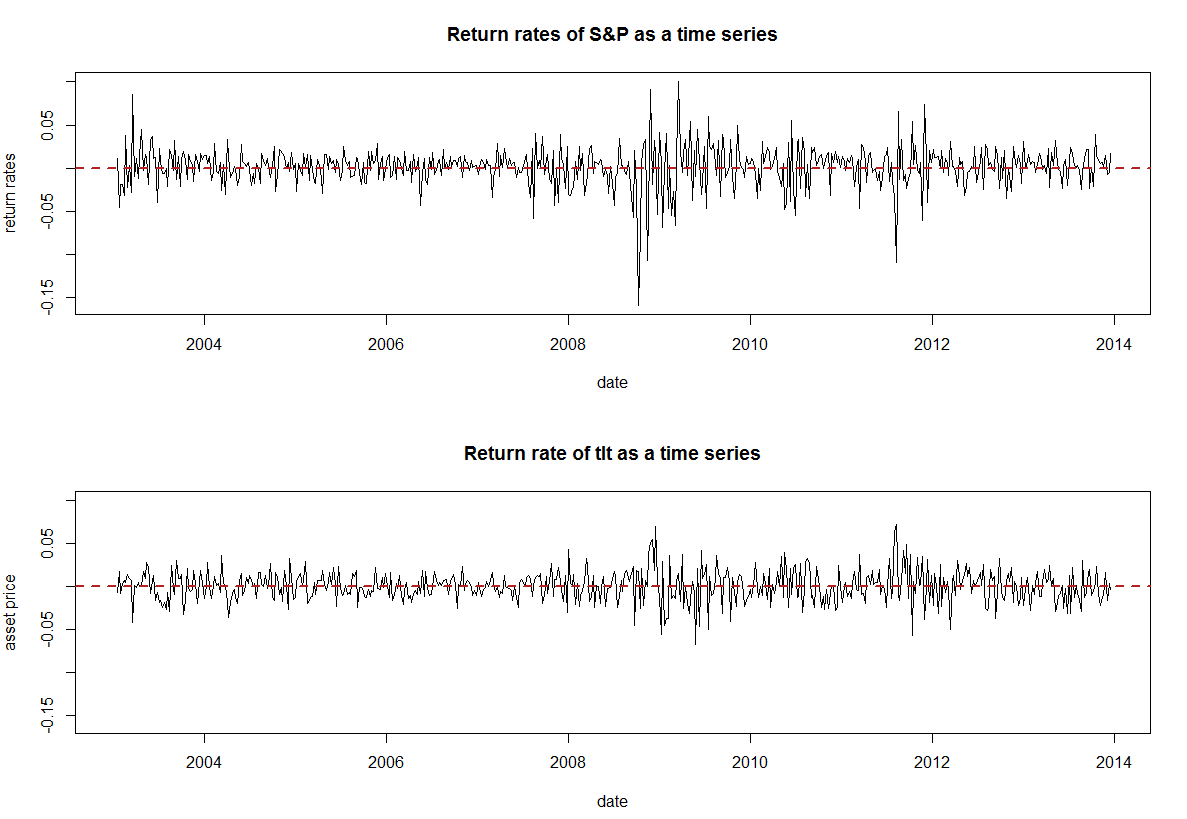 Return rates of S&P as a time series
return rates
0.05
-0.05
-0.15
2004 2006 2008 2010 2012 2014
date
Return rate of tlt as a time series
asset price
0.05
-0.05
-0.15
2004 2006 2008 2010 2012 2014
date